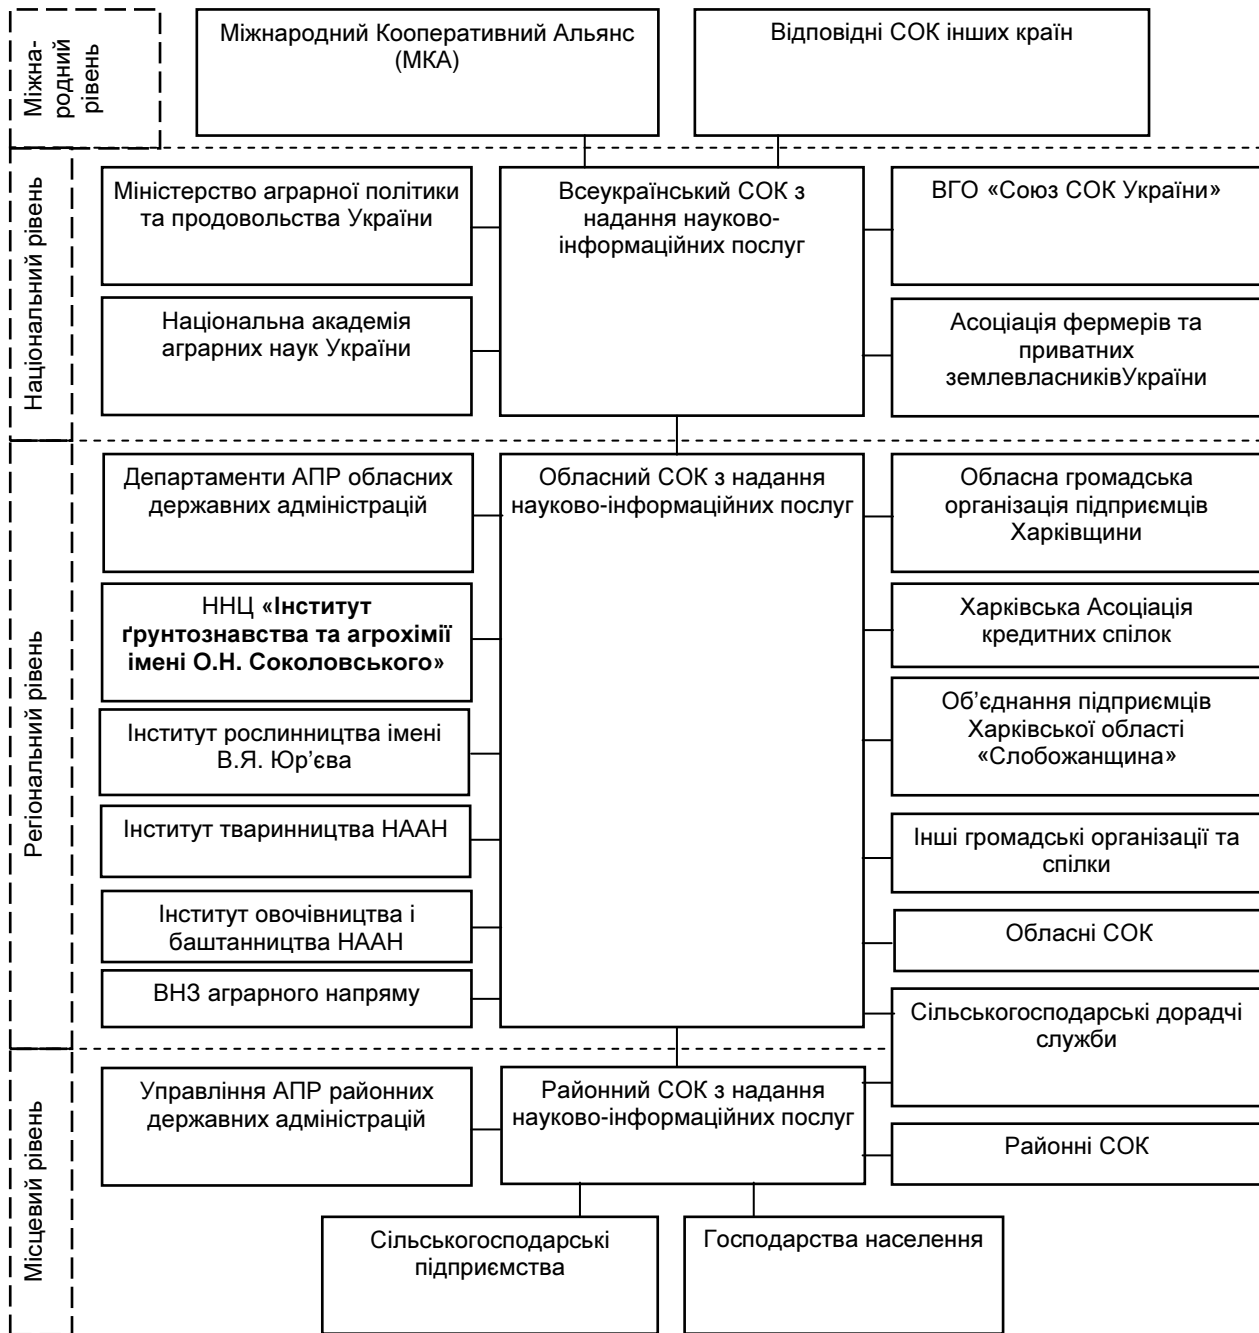 Міжна-
родний
рівень
Міжнародний Кооперативний Альянс
(МКА)
Відповідні СОК інших країн
Національний рівень
Міністерство аграрної політики
та продовольства України
Всеукраїнський СОК з
надання науково-
інформаційних послуг
ВГО «Союз СОК України»
Національна академія
аграрних наук України
Асоціація фермерів та
приватних
землевласниківУкраїни
Регіональний рівень
Департаменти АПР обласних
державних адміністрацій
Обласний СОК з надання
науково-інформаційних послуг
Обласна громадська
організація підприємців
Харківщини
ННЦ «Інститут
ґрунтознавства та агрохімії
імені О.Н. Соколовського»
Харківська Асоціація
кредитних спілок
Інститут рослинництва імені
В.Я. Юр’єва
Об’єднання підприємців
Харківської області
«Слобожанщина»
Інститут тваринництва НААН
Інші громадські організації та
спілки
Інститут овочівництва і
баштанництва НААН
Обласні СОК
ВНЗ аграрного напряму
Сільськогосподарські дорадчі
служби
Місцевий рівень
Управління АПР районних
державних адміністрацій
Районний СОК з надання
науково-інформаційних послуг
Районні СОК
Сільськогосподарські
підприємства
Господарства населення